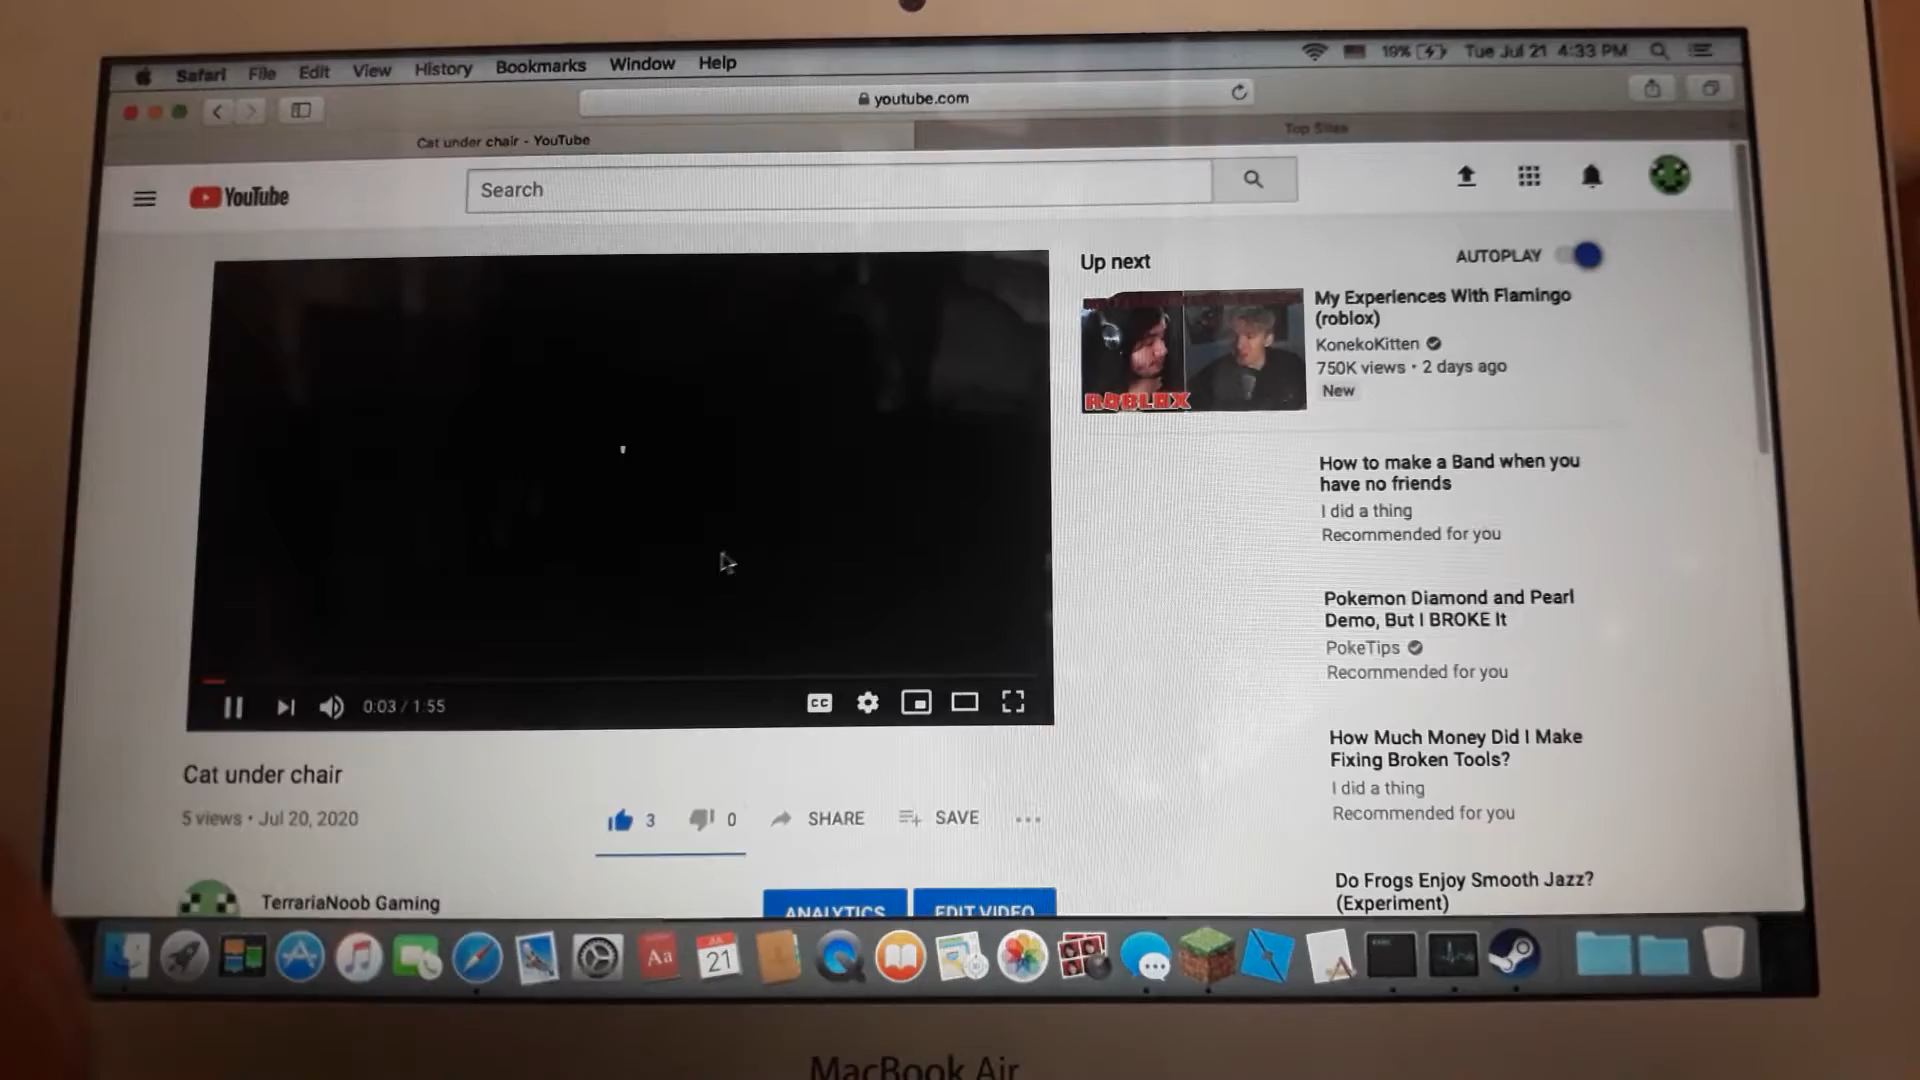 Safari File Edit View History Bookmarks Window Help 19% Tue Jul 21 4:33 PM
youtube.com
Cat under chair - YouTube
Top Sites
YouTube
Search
Up next
AUTOPLAY
My Experiences With Flamingo
(roblox)
KonekoKitten
750K views • 2 days ago
New
ROBLOX
How to make a Band when you
have no friends
I did a thing
Recommended for you
Pokemon Diamond and Pearl
Demo, But I BROKE It
PokeTips
Recommended for you
How Much Money Did I Make
Fixing Broken Tools?
I did a thing
Recommended for you
Do Frogs Enjoy Smooth Jazz?
(Experiment)
0:03 / 1:55
CC
Cat under chair
5 views • Jul 20, 2020
3 0 SHARE SAVE
TerrariaNoob Gaming
ANALYTICS EDIT VIDEO
Aa
JUL
21
MacBook Air